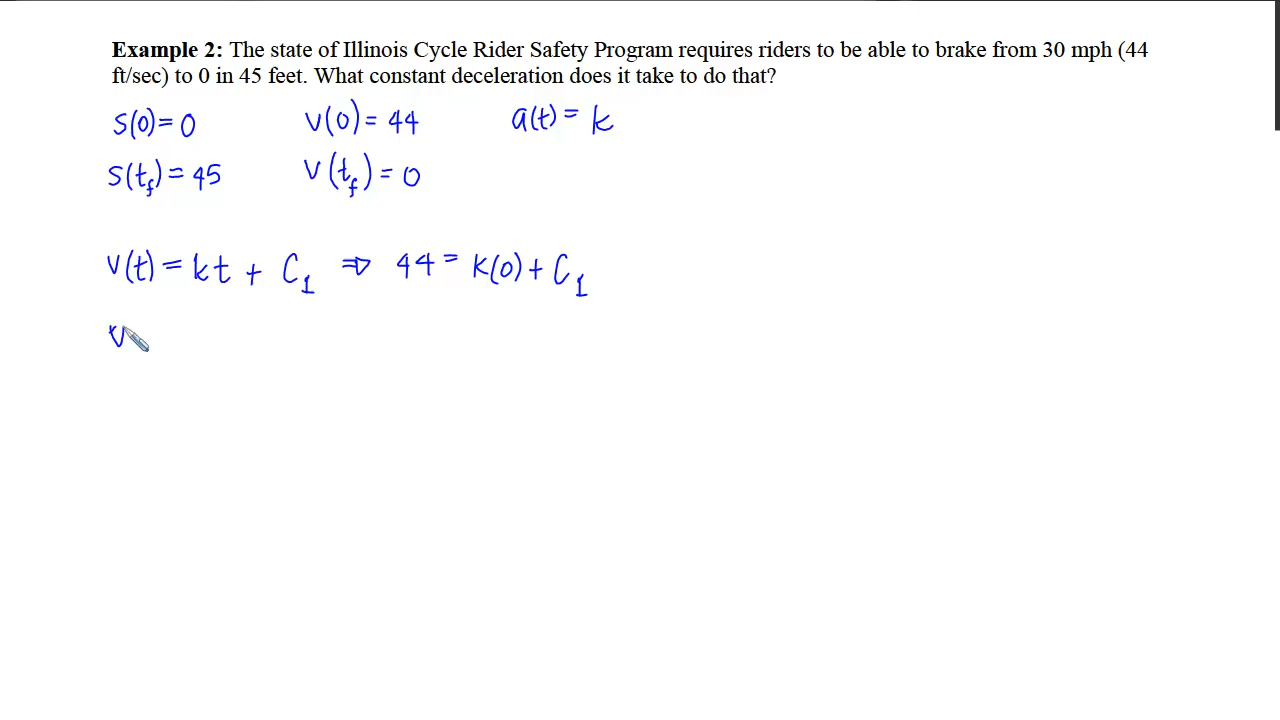 Example 2: The state of Illinois Cycle Rider Safety Program requires riders to be able to brake from 30 mph (44
ft/sec) to 0 in 45 feet. What constant deceleration does it take to do that?
s(0)=0 v(0)=44 a(t)=k
s(t_f)=45 v(t_f)=0
v(t)=kt+C₁ ⇒ 44=k(0)+C₁
v